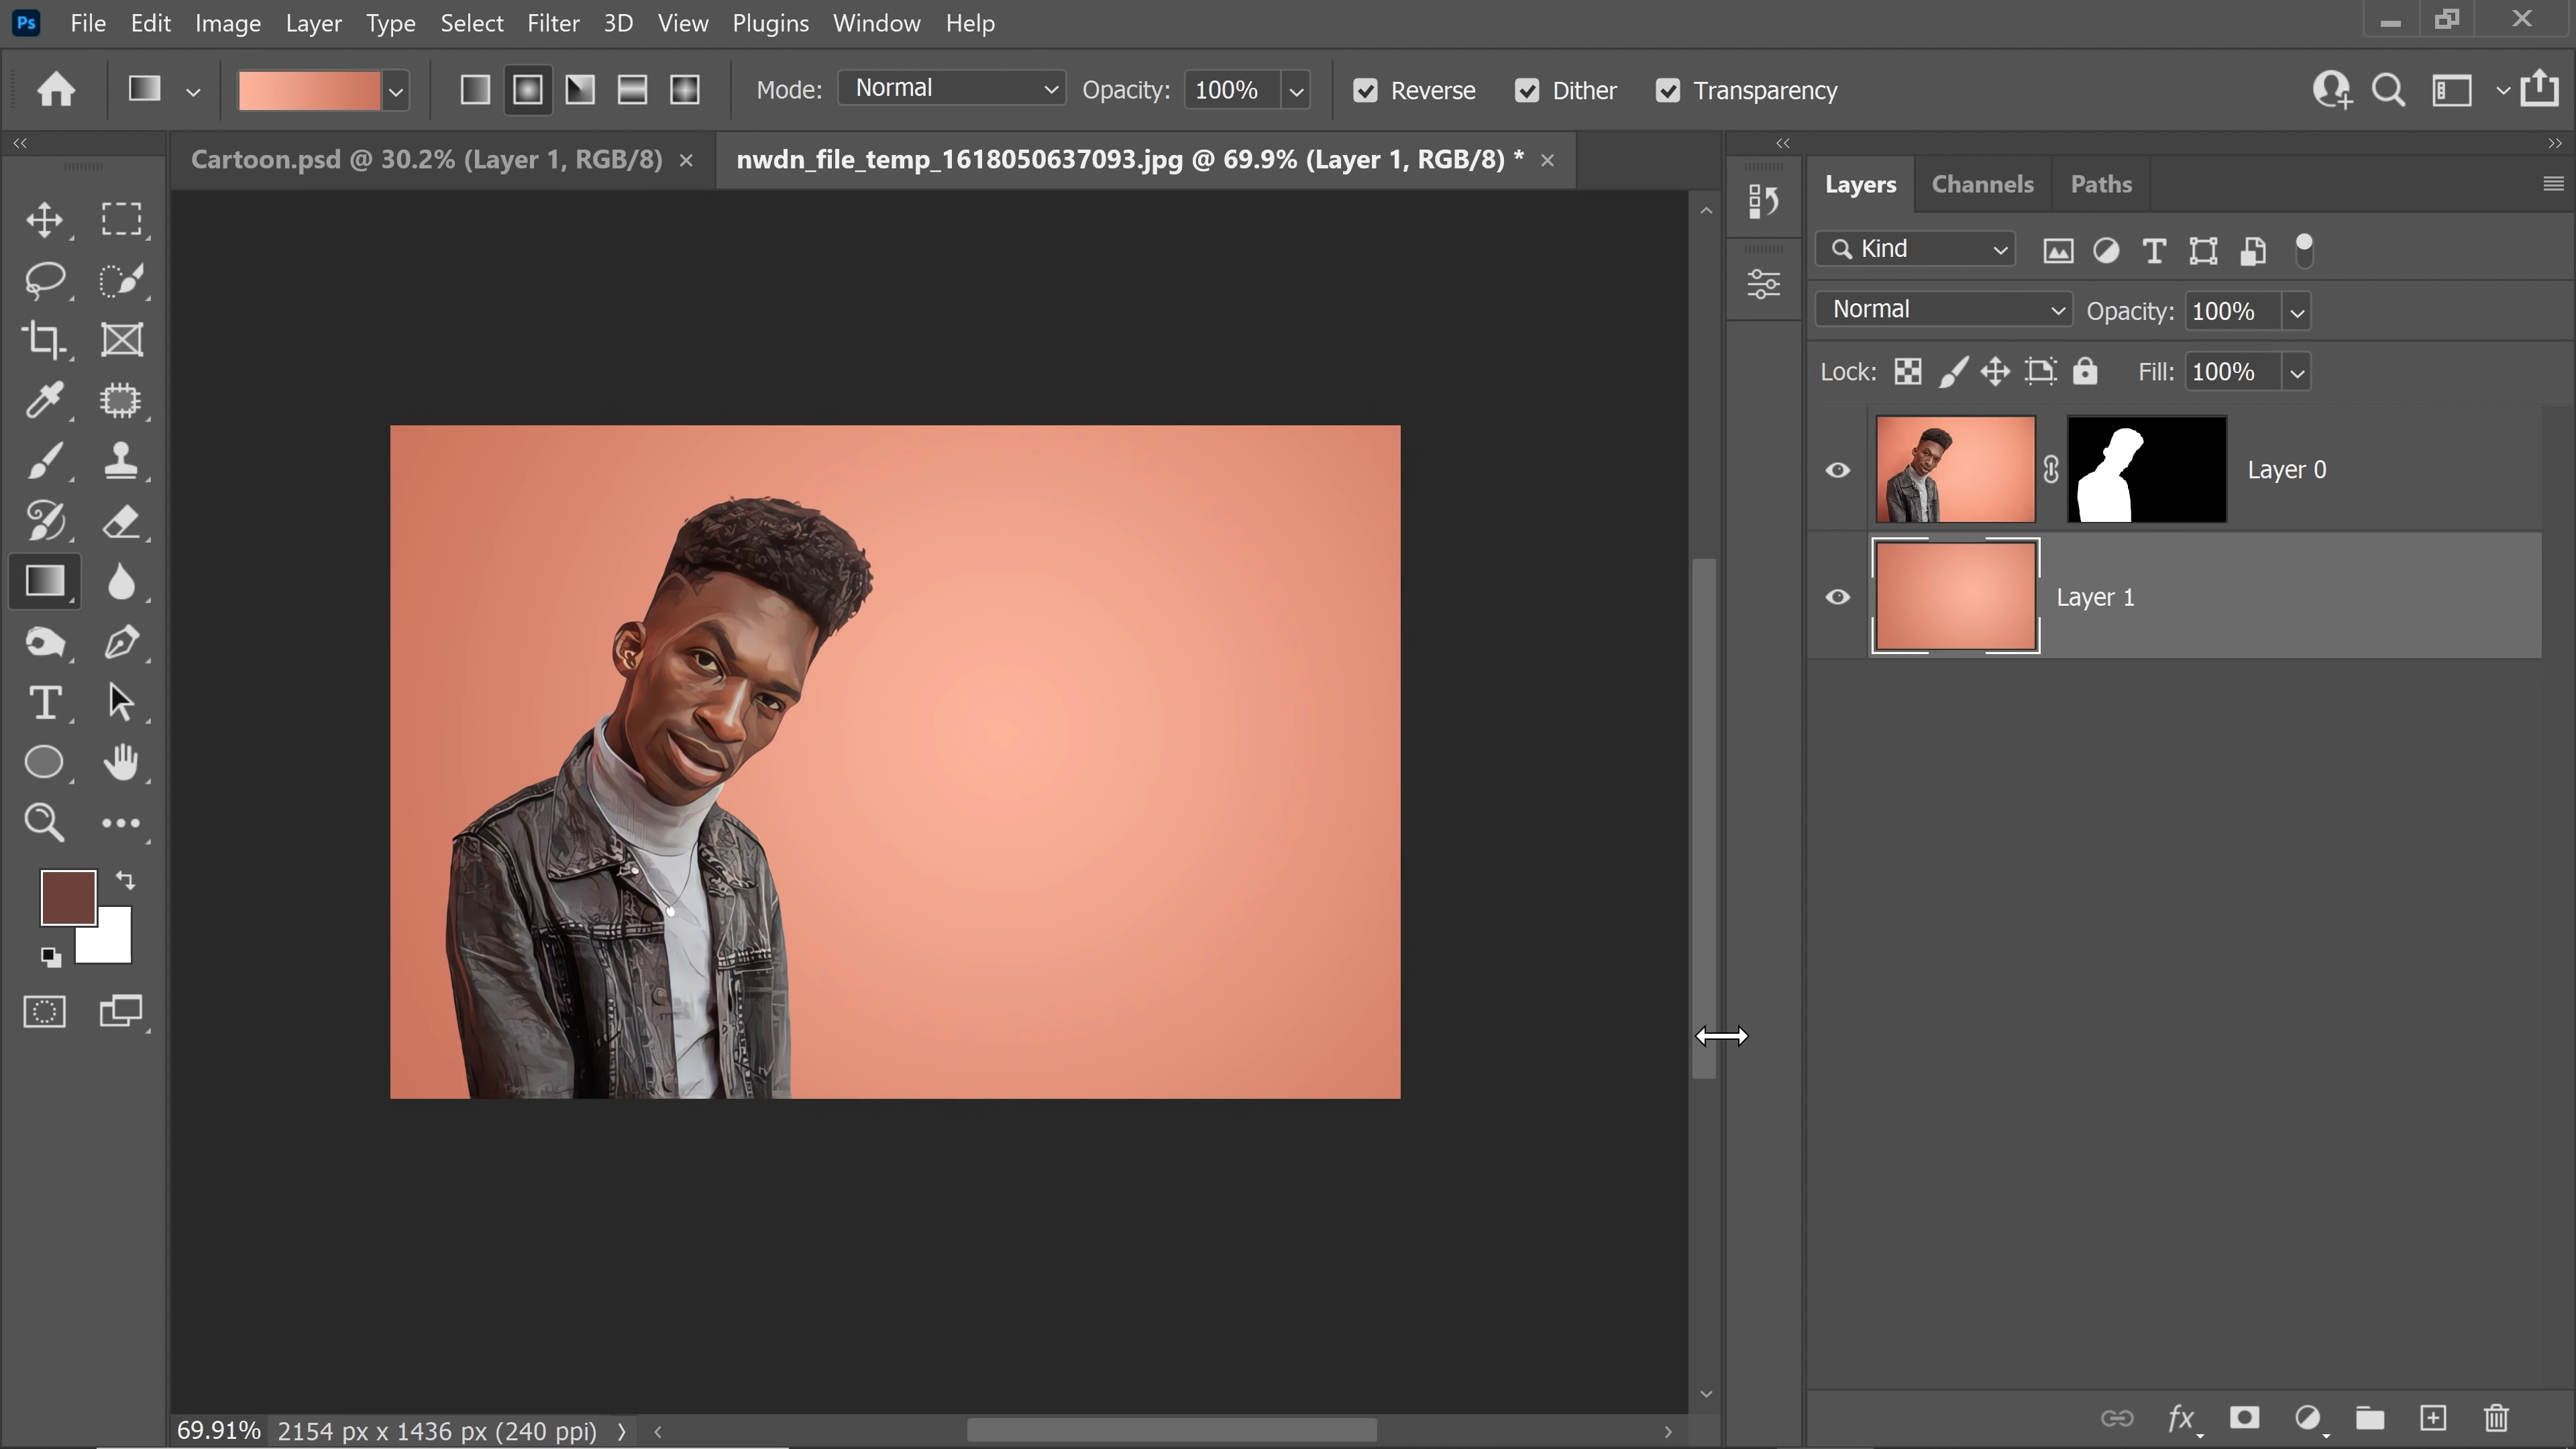 Ps File Edit Image Layer Type Select Filter 3D View Plugins Window Help
Mode: Normal Opacity: 100% Reverse Dither Transparency
Cartoon.psd @ 30.2% (Layer 1, RGB/8) × nwdn_file_temp_1618050637093.jpg @ 69.9% (Layer 1, RGB/8) * ×
Layers Channels Paths
Kind
Normal Opacity: 100%
Lock: Fill: 100%
Layer 0
Layer 1
69.91% 2154 px x 1436 px (240 ppi)
fx